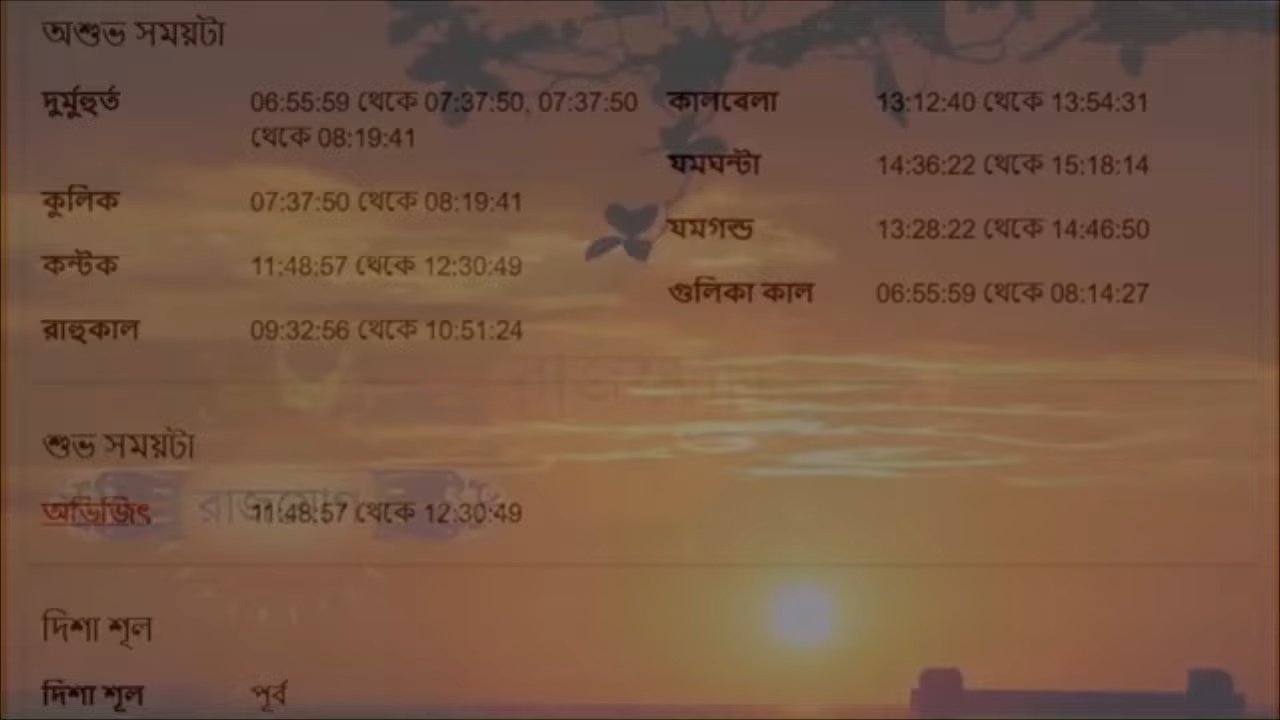 অশুভ সময়টা
দুর্মুহুর্ত 06:55:59 থেকে 07:37:50, 07:37:50 কালবেলা 13:12:40 থেকে 13:54:31
থেকে 08:19:41
যমঘন্টা 14:36:22 থেকে 15:18:14
কুলিক 07:37:50 থেকে 08:19:41
যমগন্ড 13:28:22 থেকে 14:46:50
কন্টক 11:48:57 থেকে 12:30:49
গুলিকা কাল 06:55:59 থেকে 08:14:27
রাহুকাল 09:32:56 থেকে 10:51:24
শুভ সময়টা
অভিজিৎ 11:48:57 থেকে 12:30:49
রাজযোগ
দিশা শূল
দিশা শূল পূর্ব